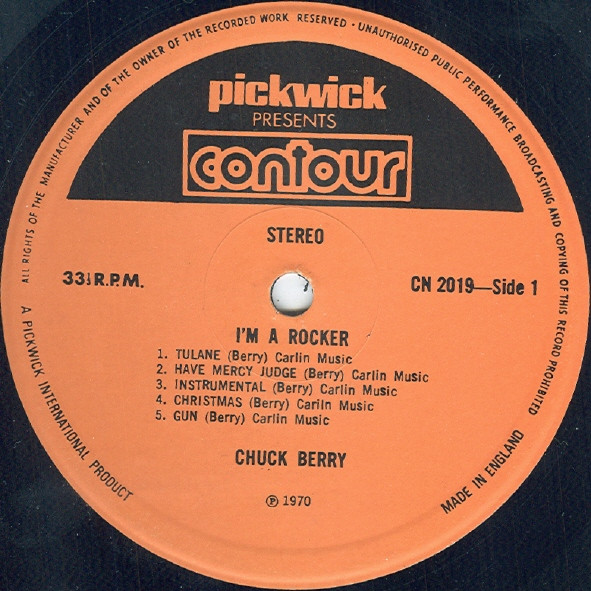 ALL RIGHTS OF THE MANUFACTURER AND OF THE OWNER OF THE RECORDED WORK RESERVED · UNAUTHORISED PUBLIC PERFORMANCE BROADCASTING AND COPYING OF THIS RECORD PROHIBITED
pickwick
PRESENTS
contour
STEREO
33⅓ R.P.M.
CN 2019—Side 1
I'M A ROCKER
1. TULANE (Berry) Carlin Music
2. HAVE MERCY JUDGE (Berry) Carlin Music
3. INSTRUMENTAL (Berry) Carlin Music
4. CHRISTMAS (Berry) Carlin Music
5. GUN (Berry) Carlin Music
CHUCK BERRY
℗ 1970
A PICKWICK INTERNATIONAL PRODUCT
MADE IN ENGLAND